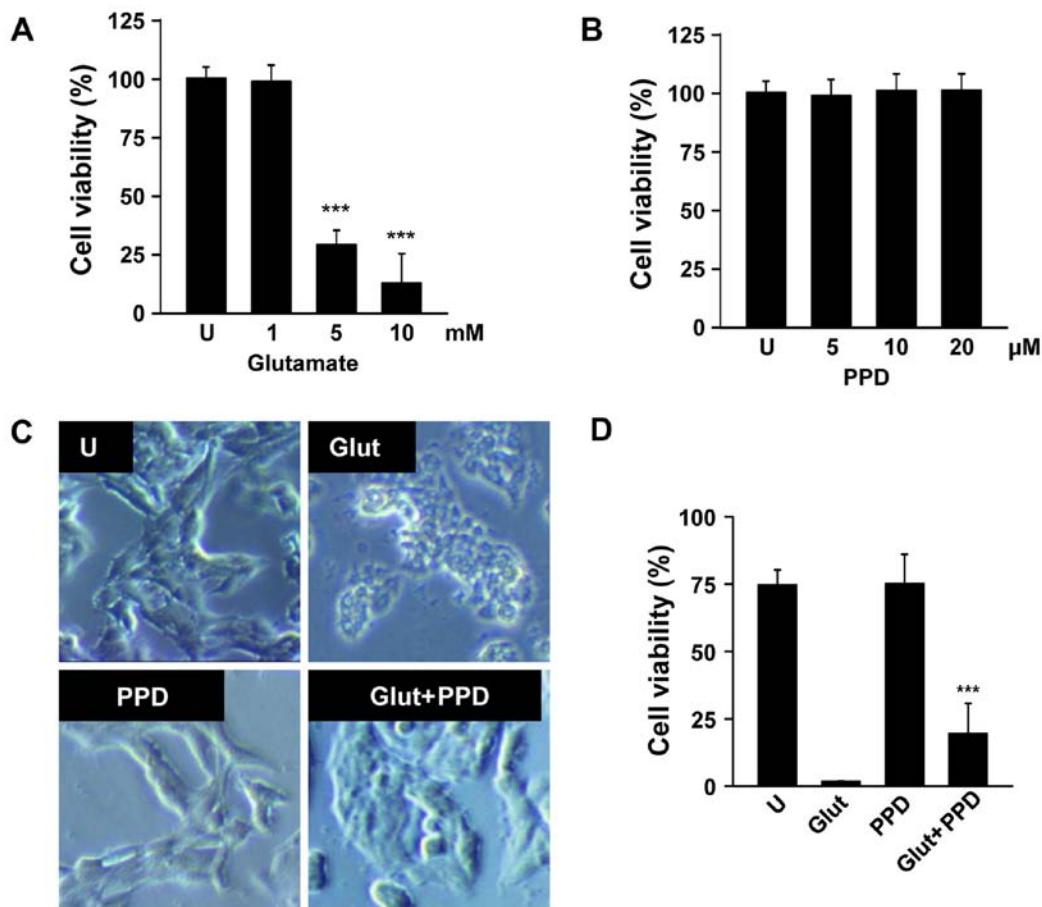 A
Cell viability (%)
125
100
75
50
25
0
***
***
U 1 5 10 mM
Glutamate
B
Cell viability (%)
125
100
75
50
25
0
U 5 10 20 μM
PPD
C
U
Glut
PPD
Glut+PPD
D
Cell viability (%)
100
75
50
25
0
***
U Glut PPD Glut+PPD